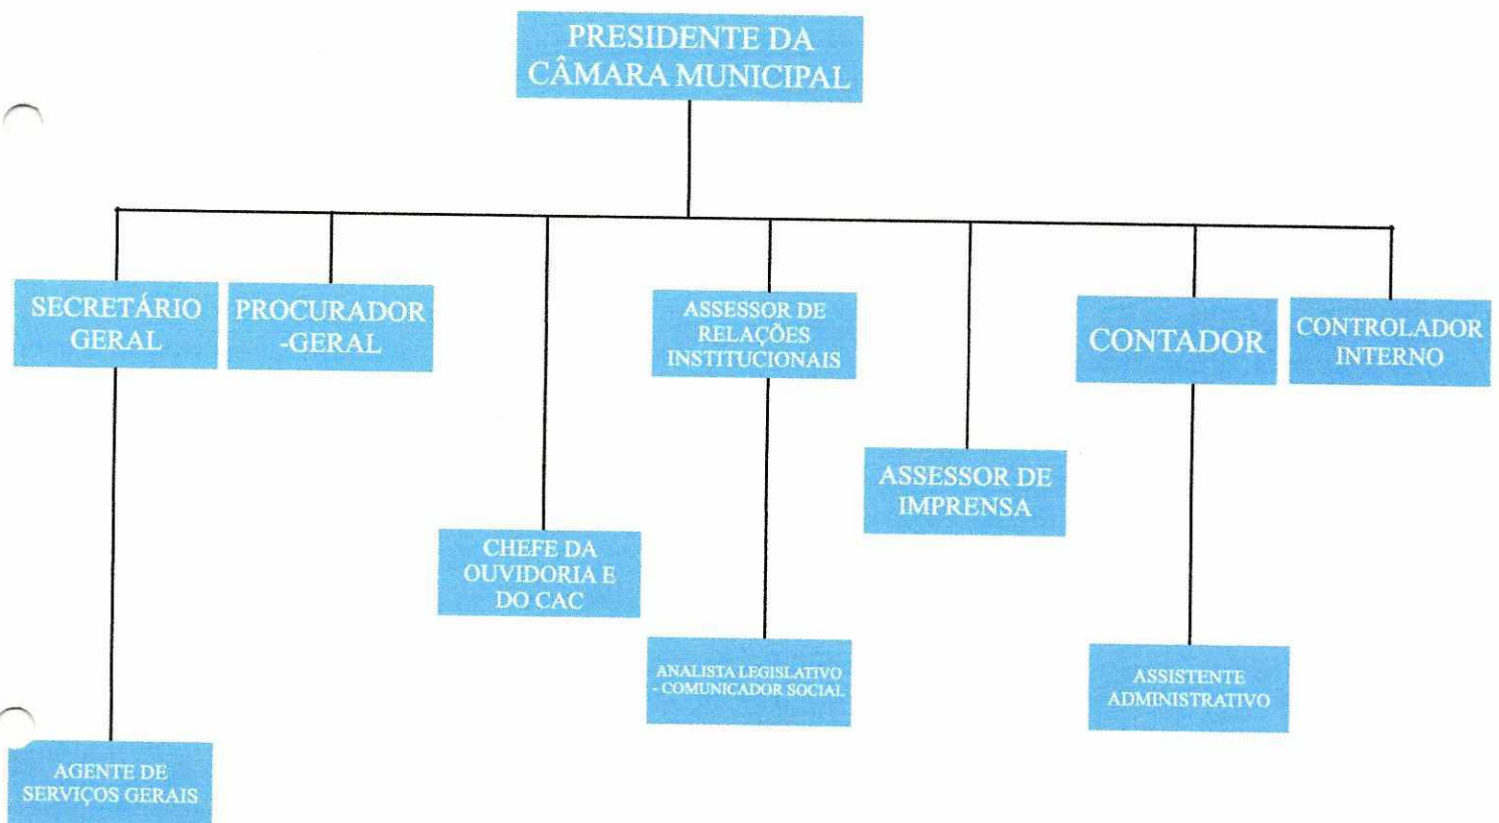 PRESIDENTE DA
CÂMARA MUNICIPAL
SECRETÁRIO
GERAL
PROCURADOR
-GERAL
ASSESSOR DE
RELAÇÕES
INSTITUCIONAIS
CONTADOR
CONTROLADOR
INTERNO
ASSESSOR DE
IMPRENSA
CHEFE DA
OUVIDORIA E
DO CAC
ANALISTA LEGISLATIVO
- COMUNICADOR SOCIAL
ASSISTENTE
ADMINISTRATIVO
AGENTE DE
SERVIÇOS GERAIS